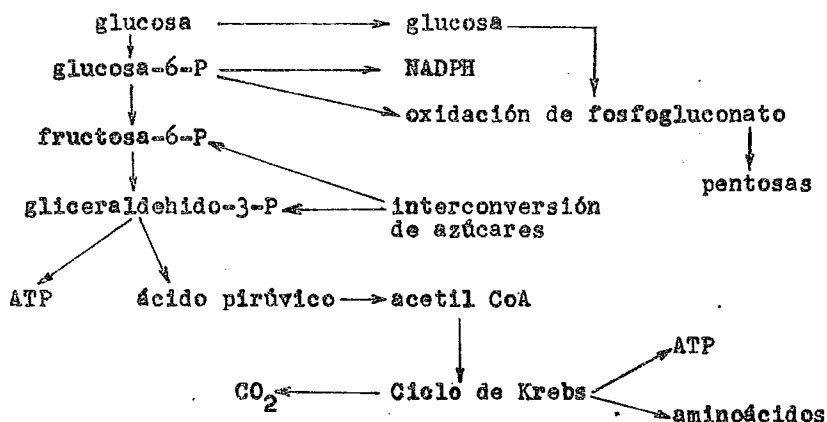 glucosa glucosa
glucosa-6-P NADPH
oxidación de fosfogluconato
fructosa-6-P
pentosas
gliceraldehido-3-P interconversión
de azúcares
ATP ácido pirúvico acetil CoA
ATP
CO2 Ciclo de Krebs
aminoácidos